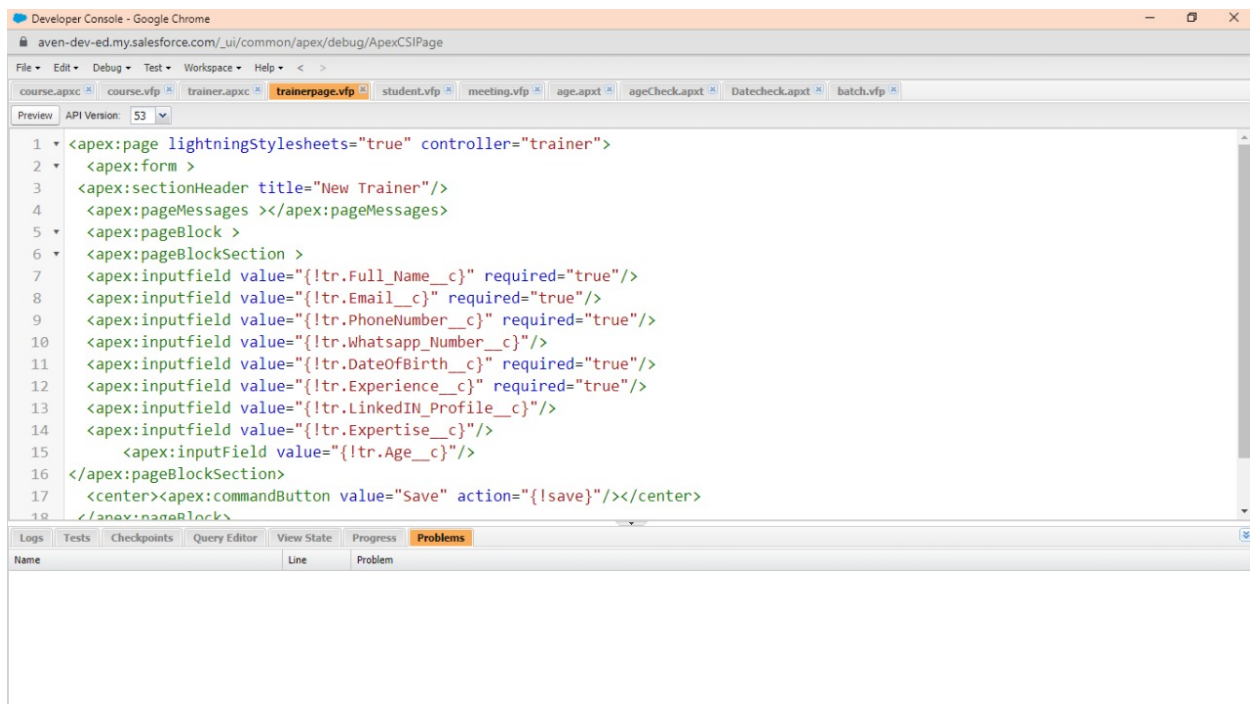 Developer Console - Google Chrome
aven-dev-ed.my.salesforce.com/_ui/common/apex/debug/ApexCSIPage
File Edit Debug Test Workspace Help < >
course.apxc course.vfp trainer.apxc trainerpage.vfp student.vfp meeting.vfp age.apxt ageCheck.apxt Datecheck.apxt batch.vfp
Preview API Version: 53
1 <apex:page lightningStylesheets="true" controller="trainer">
2 <apex:form >
3 <apex:sectionHeader title="New Trainer"/>
4 <apex:pageMessages ></apex:pageMessages>
5 <apex:pageBlock >
6 <apex:pageBlockSection >
7 <apex:inputfield value="{!tr.Full_Name__c}" required="true"/>
8 <apex:inputfield value="{!tr.Email__c}" required="true"/>
9 <apex:inputfield value="{!tr.PhoneNumber__c}" required="true"/>
10 <apex:inputfield value="{!tr.Whatsapp_Number__c}"/>
11 <apex:inputfield value="{!tr.DateOfBirth__c}" required="true"/>
12 <apex:inputfield value="{!tr.Experience__c}" required="true"/>
13 <apex:inputfield value="{!tr.LinkedIN_Profile__c}"/>
14 <apex:inputfield value="{!tr.Expertise__c}"/>
15 <apex:inputField value="{!tr.Age__c}"/>
16 </apex:pageBlockSection>
17 <center><apex:commandButton value="Save" action="{!save}"/></center>
18 </apex:pageBlock>
Logs Tests Checkpoints Query Editor View State Progress Problems
Name Line Problem